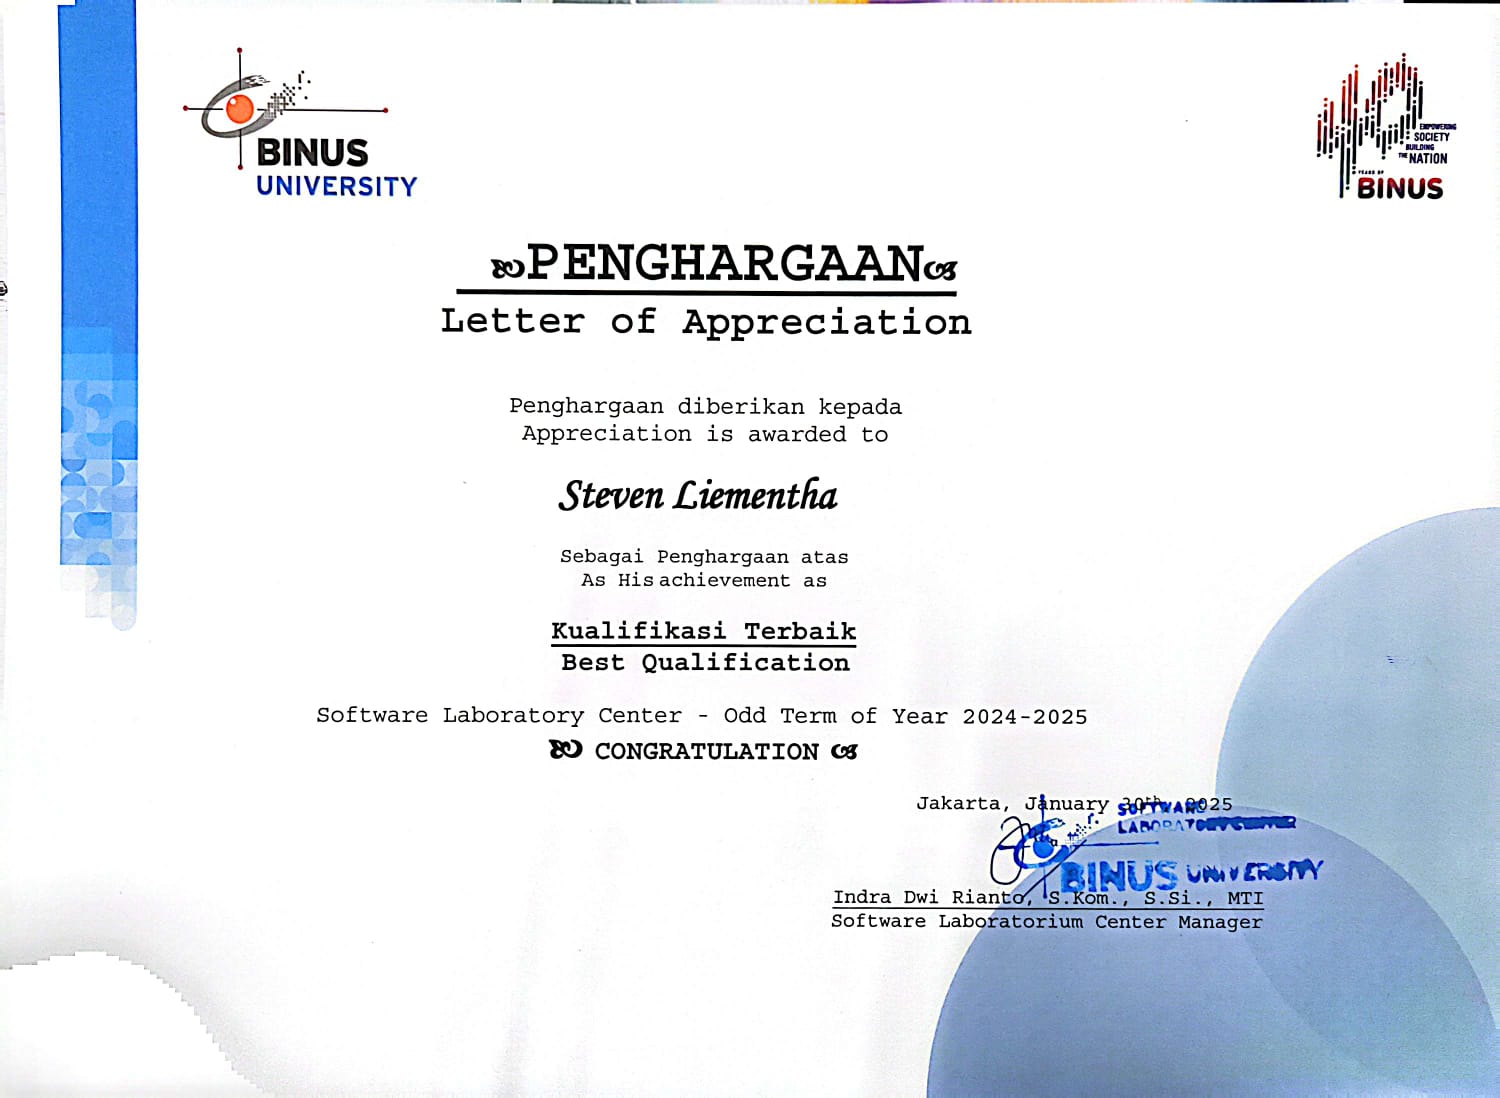 BINUS
UNIVERSITY
EMPOWERING
SOCIETY
BUILDING
THE NATION
YEARS OF
BINUS
PENGHARGAAN
Letter of Appreciation
Penghargaan diberikan kepada
Appreciation is awarded to
Steven Liementha
Sebagai Penghargaan atas
As His achievement as
Kualifikasi Terbaik
Best Qualification
Software Laboratory Center - Odd Term of Year 2024-2025
CONGRATULATION
Jakarta, January 30th, 2025
SOFTWARE
LABORATORY CENTER
BINUS UNIVERSITY
Indra Dwi Rianto, S.Kom., S.Si., MTI
Software Laboratorium Center Manager